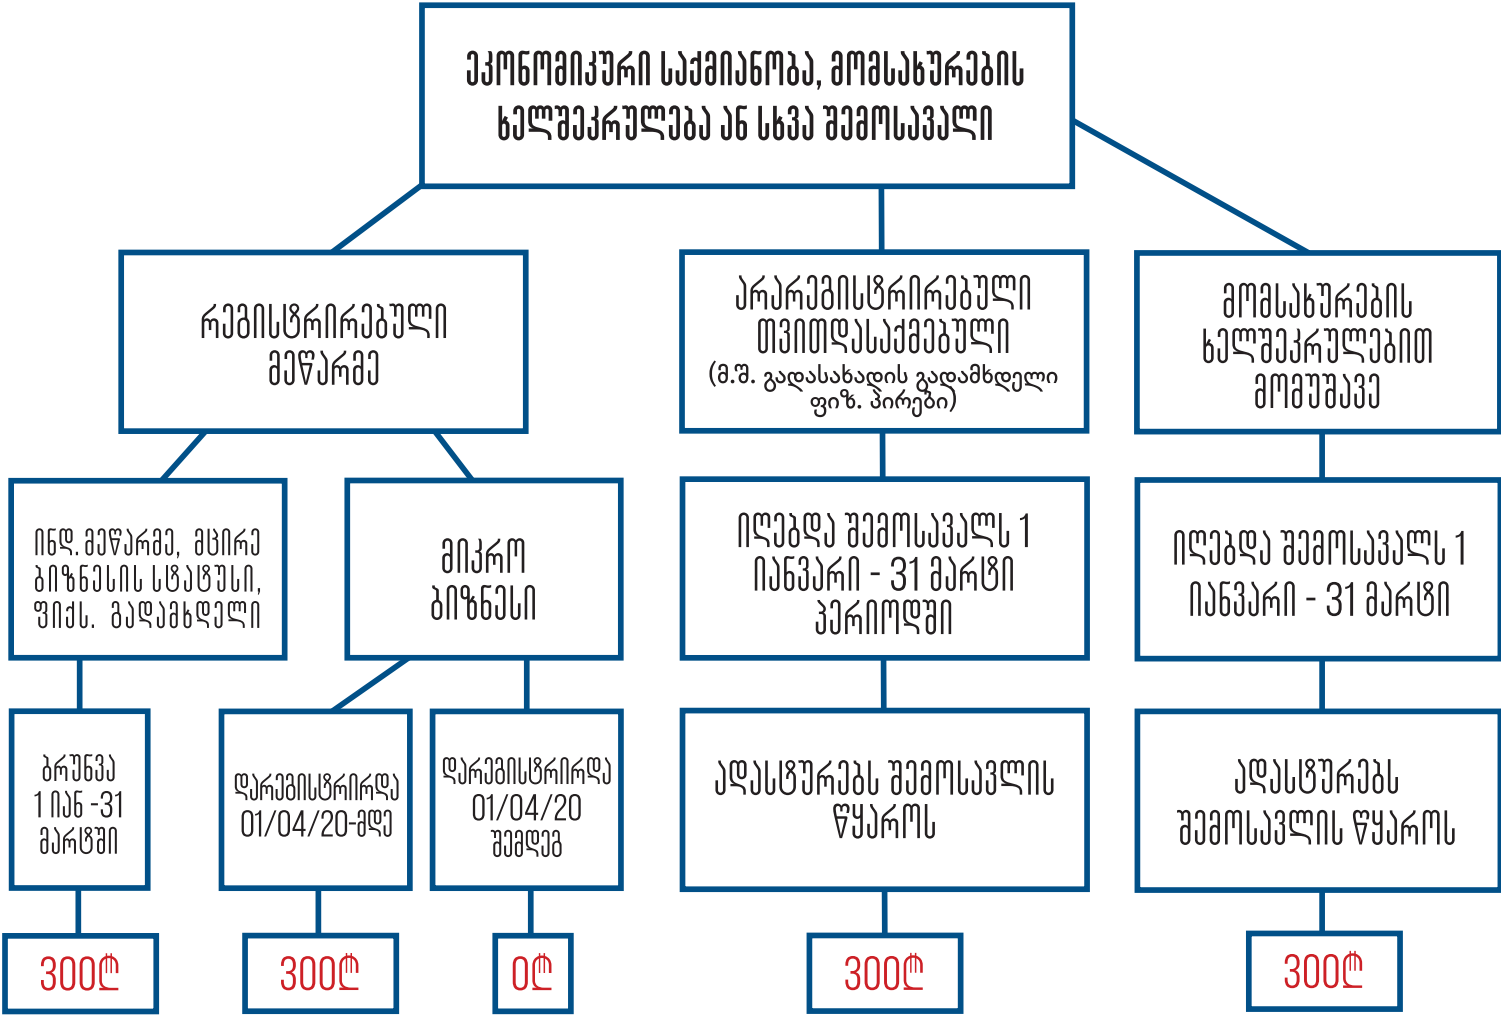 ეკონომიკური საქმიანობა, მომსახურების
ხელშეკრულება ან სხვა შემოსავალი
რეგისტრირებული
მეწარმე
არარეგისტრირებული
თვითდასაქმებული
(მ.შ. გადასახადის გადამხდელი
ფიზ. პირები)
მომსახურების
ხელშეკრულებით
მომუშავე
ინდ. მეწარმე, მცირე
ბიზნესის სტატუსი,
ფიქს. გადამხდელი
მიკრო
ბიზნესი
იღებდა შემოსავალს 1
იანვარი - 31 მარტი
პერიოდში
იღებდა შემოსავალს 1
იანვარი - 31 მარტი
ბრუნვა
1 იან -31
მარტში
დარეგისტრირდა
01/04/20-მდე
დარეგისტრირდა
01/04/20
შემდეგ
ადასტურებს შემოსავლის
წყაროს
ადასტურებს
შემოსავლის წყაროს
300₾
300₾
0₾
300₾
300₾